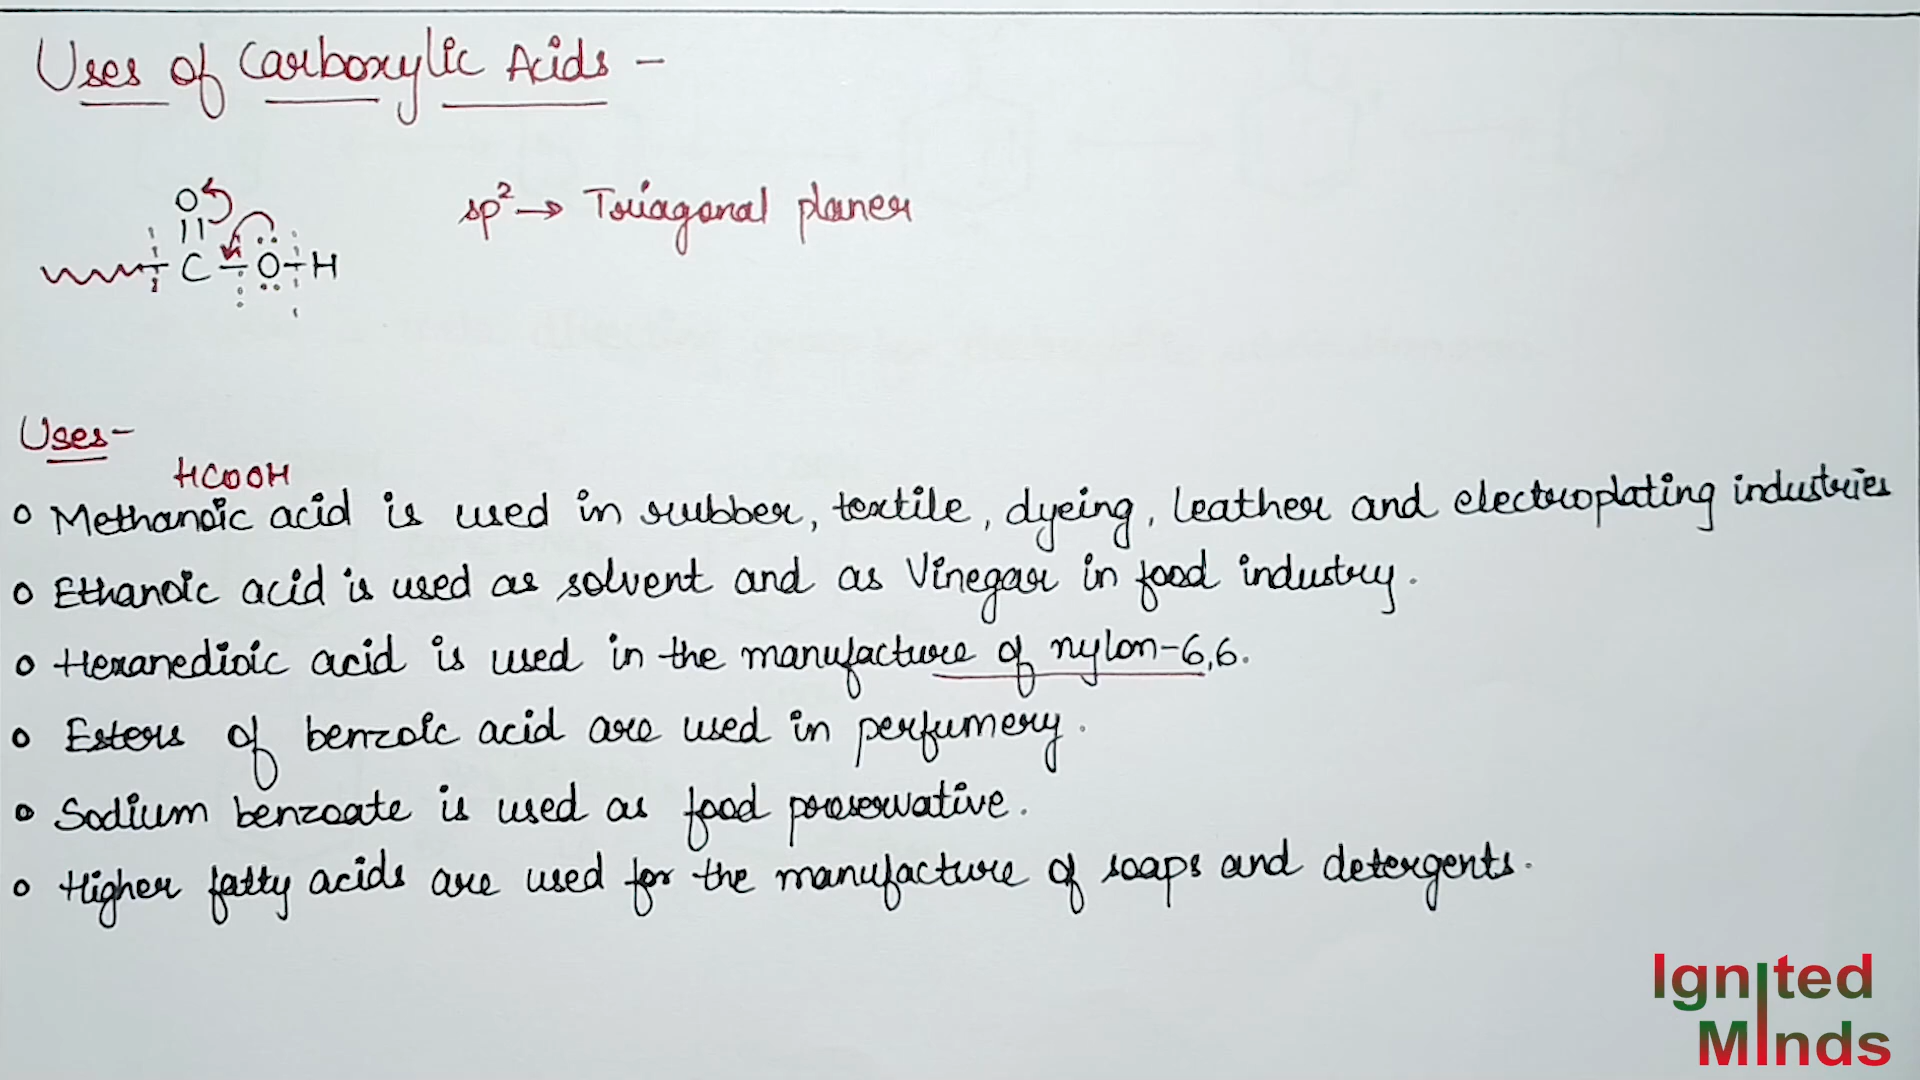 Uses of Carboxylic Acids -
O
C - O - H
sp² → Triagonal planer
Uses-
HCOOH
Methanoic acid is used in rubber, textile, dyeing, leather and electroplating industries
Ethanoic acid is used as solvent and as Vinegar in food industry.
Hexanedioic acid is used in the manufacture of nylon-6,6.
Esters of benzoic acid are used in perfumery.
Sodium benzoate is used as food preservative.
Higher fatty acids are used for the manufacture of soaps and detergents.
Ignited
Minds